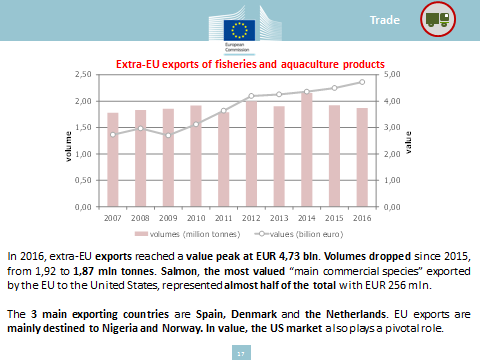 Trade
European
Commission
Extra-EU exports of fisheries and aquaculture products
2,50 5,00
2,00 4,00
1,50 3,00
1,00 2,00
0,50 1,00
0,00 0,00
volume
value
2007 2008 2009 2010 2011 2012 2013 2014 2015 2016
volumes (million tonnes) values (bilion euro)
In 2016, extra-EU exports reached a value peak at EUR 4,73 bln. Volumes dropped since 2015,
from 1,92 to 1,87 mln tonnes. Salmon, the most valued “main commercial species” exported
by the EU to the United States, represented almost half of the total with EUR 256 mln.
The 3 main exporting countries are Spain, Denmark and the Netherlands. EU exports are
mainly destined to Nigeria and Norway. In value, the US market also plays a pivotal role.
17